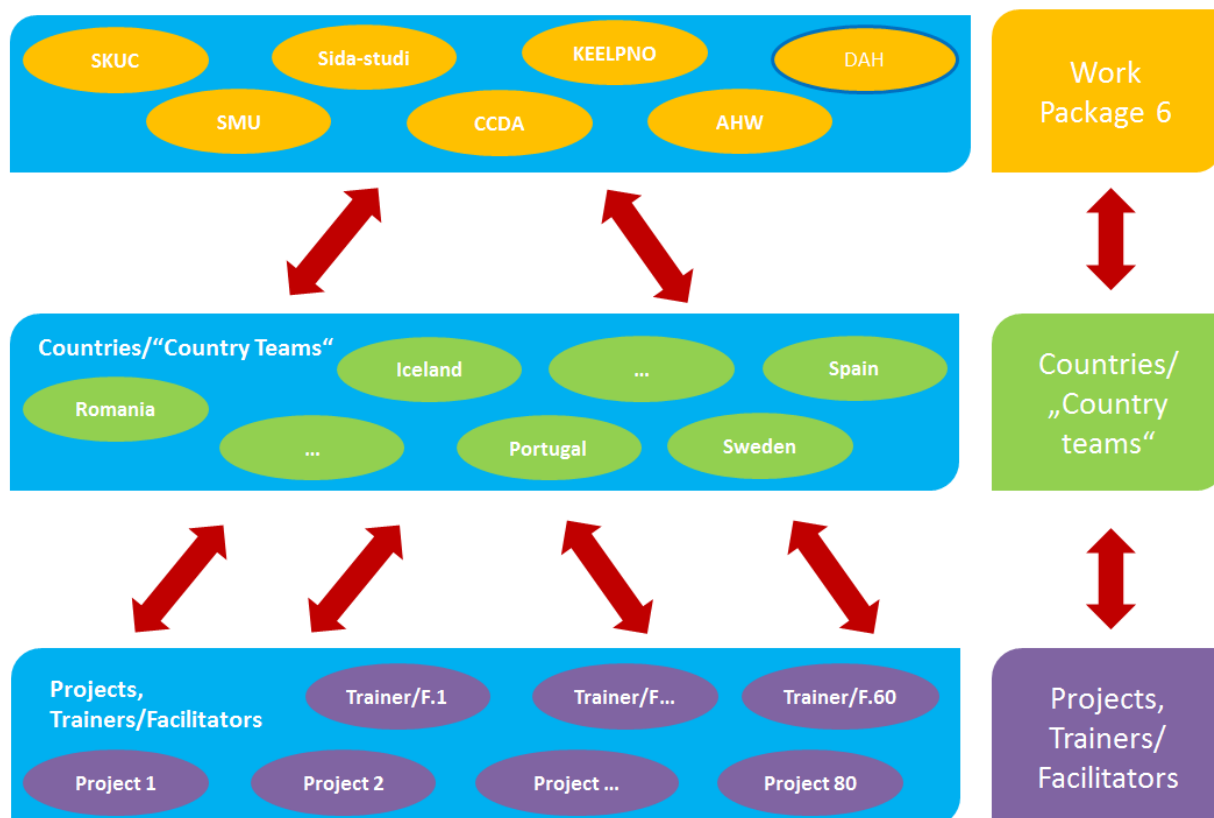 SKUC
Sida-studi
KEELPNO
DAH
SMU
CCDA
AHW
Work
Package 6
Countries/“Country Teams“
Iceland
...
Spain
Romania
...
Portugal
Sweden
Countries/
„Country
teams“
Projects,
Trainers/Facilitators
Trainer/F.1
Trainer/F...
Trainer/F.60
Project 1
Project 2
Project ...
Project 80
Projects,
Trainers/
Facilitators